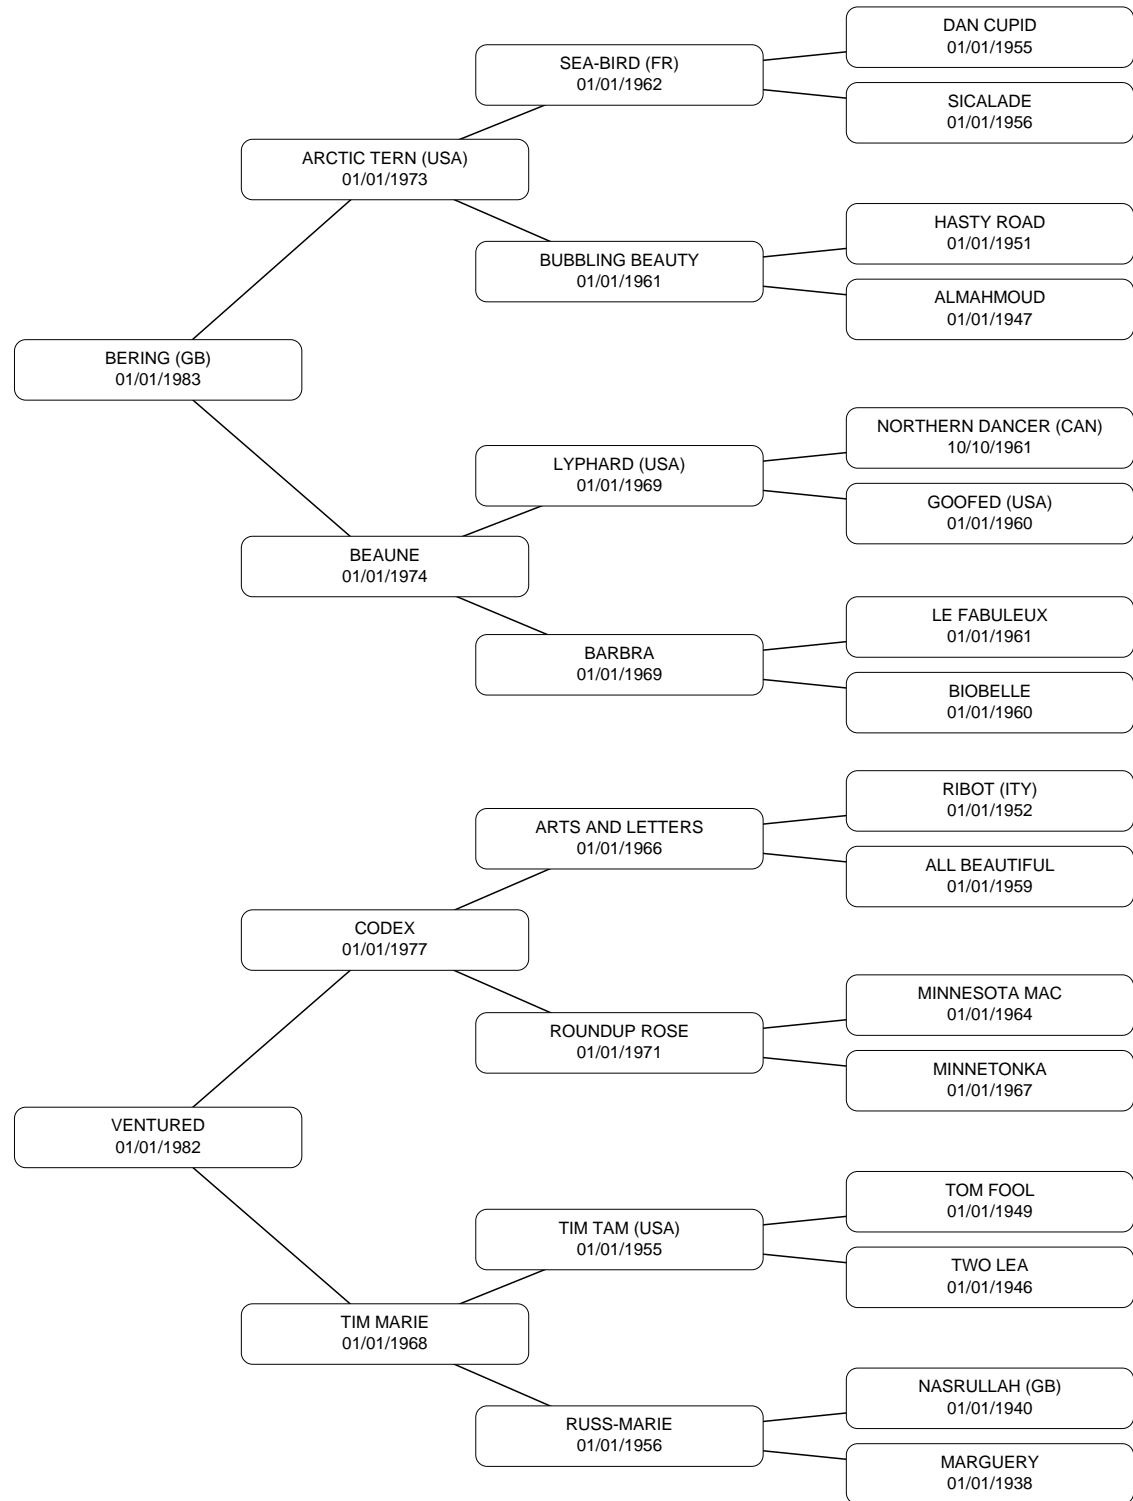 DAN CUPID
01/01/1955
SEA-BIRD (FR)
01/01/1962
SICALADE
01/01/1956
ARCTIC TERN (USA)
01/01/1973
HASTY ROAD
01/01/1951
BUBBLING BEAUTY
01/01/1961
ALMAHMOUD
01/01/1947
BERING (GB)
01/01/1983
NORTHERN DANCER (CAN)
10/10/1961
LYPHARD (USA)
01/01/1969
GOOFED (USA)
01/01/1960
BEAUNE
01/01/1974
LE FABULEUX
01/01/1961
BARBRA
01/01/1969
BIOBELLE
01/01/1960
RIBOT (ITY)
01/01/1952
ARTS AND LETTERS
01/01/1966
ALL BEAUTIFUL
01/01/1959
CODEX
01/01/1977
MINNESOTA MAC
01/01/1964
ROUNDUP ROSE
01/01/1971
MINNETONKA
01/01/1967
VENTURED
01/01/1982
TOM FOOL
01/01/1949
TIM TAM (USA)
01/01/1955
TWO LEA
01/01/1946
TIM MARIE
01/01/1968
NASRULLAH (GB)
01/01/1940
RUSS-MARIE
01/01/1956
MARGUERY
01/01/1938